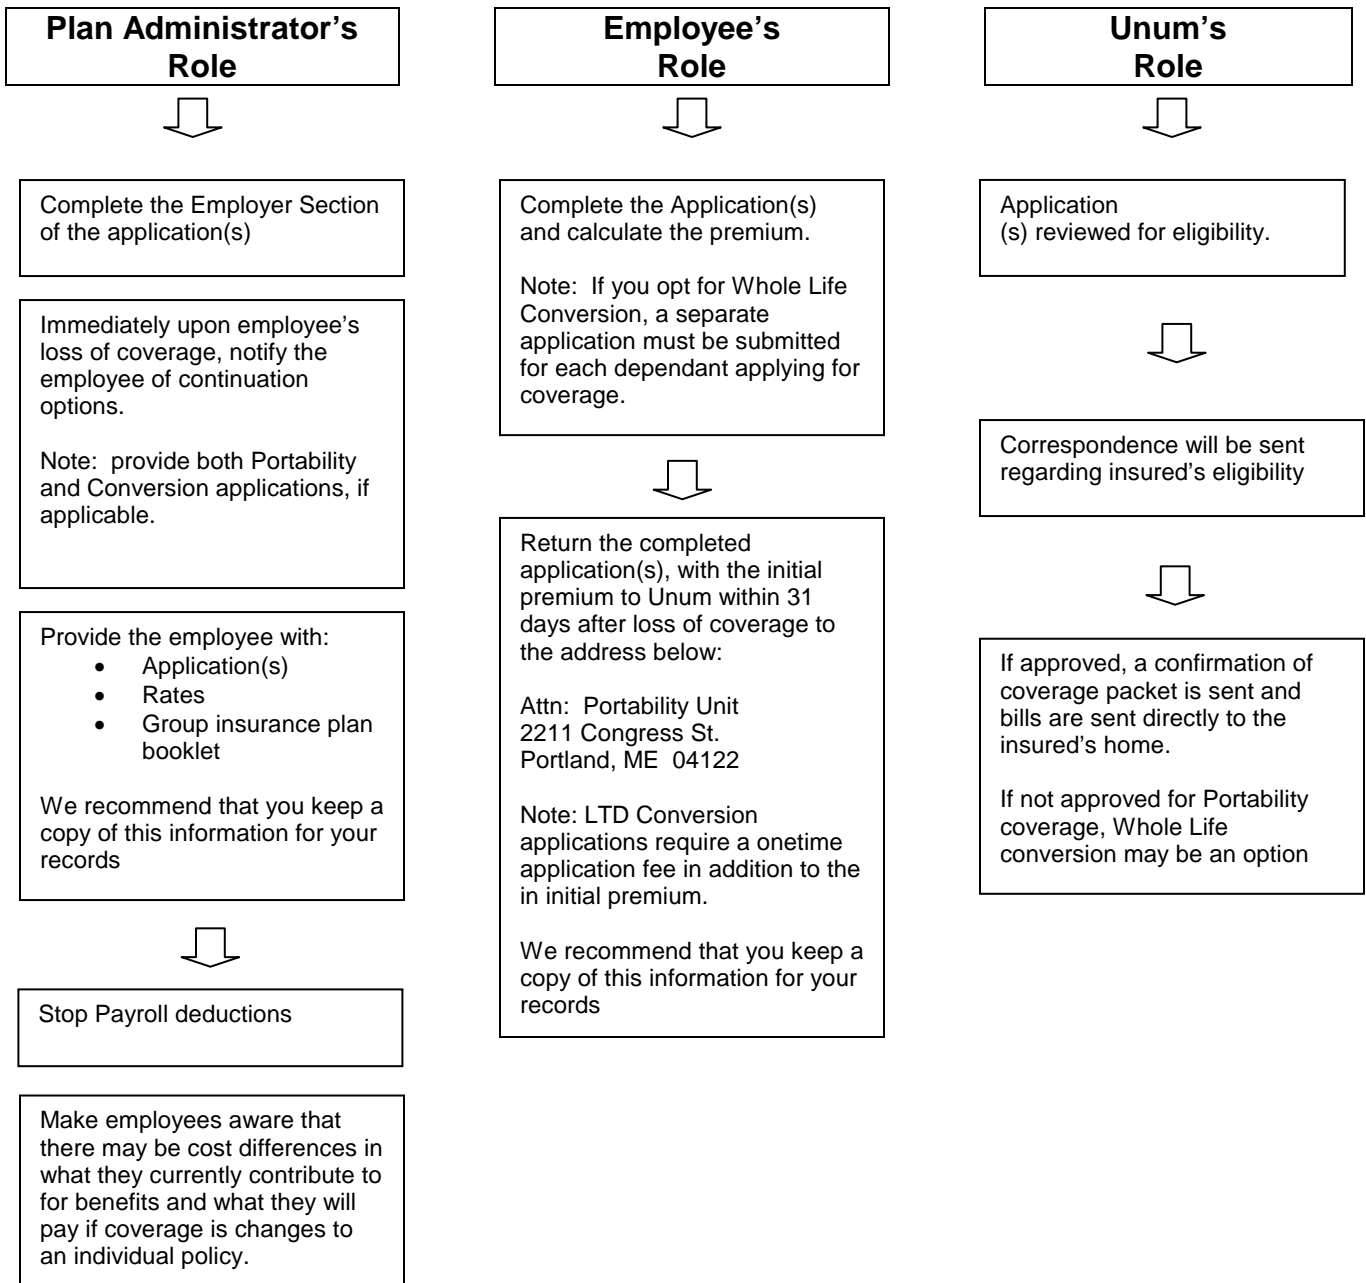 Plan Administrator's
Role
Complete the Employer Section
of the application(s)
Immediately upon employee's
loss of coverage, notify the
employee of continuation
options.
Note: provide both Portability
and Conversion applications, if
applicable.
Provide the employee with:
• Application(s)
• Rates
• Group insurance plan
booklet
We recommend that you keep a
copy of this information for your
records
Stop Payroll deductions
Make employees aware that
there may be cost differences in
what they currently contribute to
for benefits and what they will
pay if coverage is changes to
an individual policy.
Employee's
Role
Complete the Application(s)
and calculate the premium.
Note: If you opt for Whole Life
Conversion, a separate
application must be submitted
for each dependant applying for
coverage.
Return the completed
application(s), with the initial
premium to Unum within 31
days after loss of coverage to
the address below:
Attn: Portability Unit
2211 Congress St.
Portland, ME 04122
Note: LTD Conversion
applications require a onetime
application fee in addition to the
in initial premium.
We recommend that you keep a
copy of this information for your
records
Unum's
Role
Application
(s) reviewed for eligibility.
Correspondence will be sent
regarding insured's eligibility
If approved, a confirmation of
coverage packet is sent and
bills are sent directly to the
insured's home.
If not approved for Portability
coverage, Whole Life
conversion may be an option